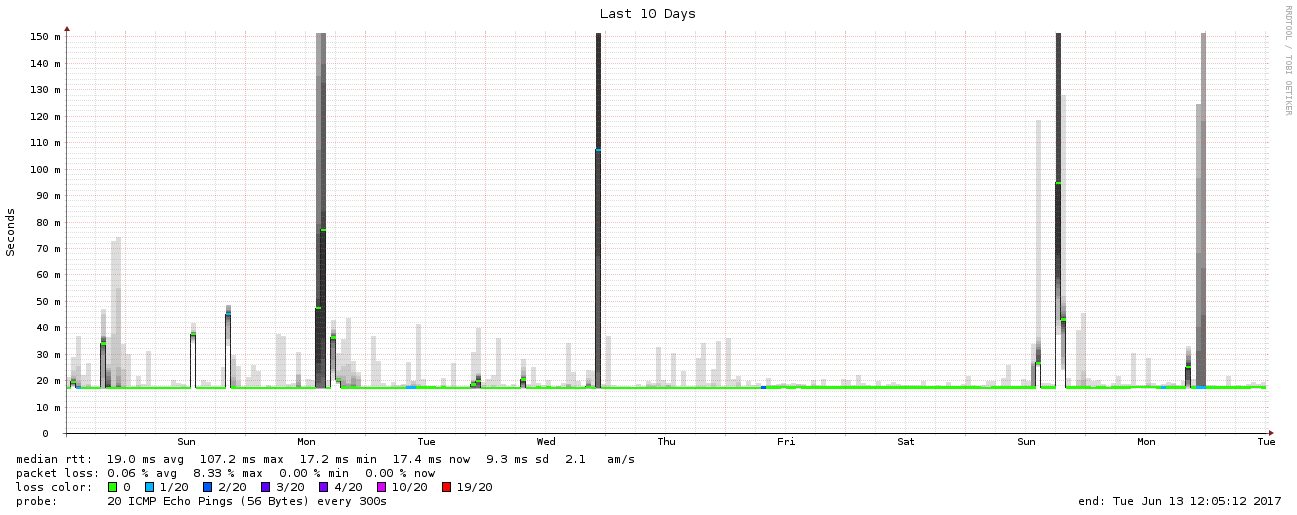 Last 10 Days
RRDTOOL / TOBI OETIKER
Seconds
150 m
140 m
130 m
120 m
110 m
100 m
90 m
80 m
70 m
60 m
50 m
40 m
30 m
20 m
10 m
0
Sun Mon Tue Wed Thu Fri Sat Sun Mon Tue
median rtt: 19.0 ms avg 107.2 ms max 17.2 ms min 17.4 ms now 9.3 ms sd 2.1 am/s
packet loss: 0.06 % avg 8.33 % max 0.00 % min 0.00 % now
loss color: 0 1/20 2/20 3/20 4/20 10/20 19/20
probe: 20 ICMP Echo Pings (56 Bytes) every 300s end: Tue Jun 13 12:05:12 2017